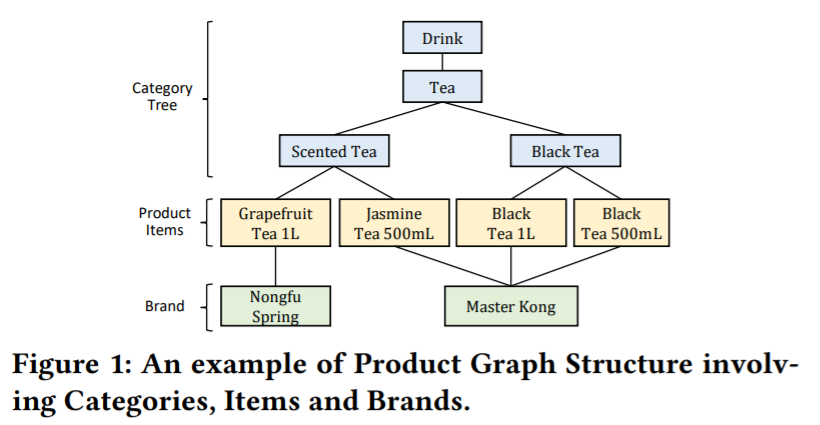 Drink
Category
Tree
Tea
Scented Tea
Black Tea
Product
Items
Grapefruit
Tea 1L
Jasmine
Tea 500mL
Black
Tea 1L
Black
Tea 500mL
Brand
Nongfu
Spring
Master Kong
Figure 1: An example of Product Graph Structure involv-
ing Categories, Items and Brands.